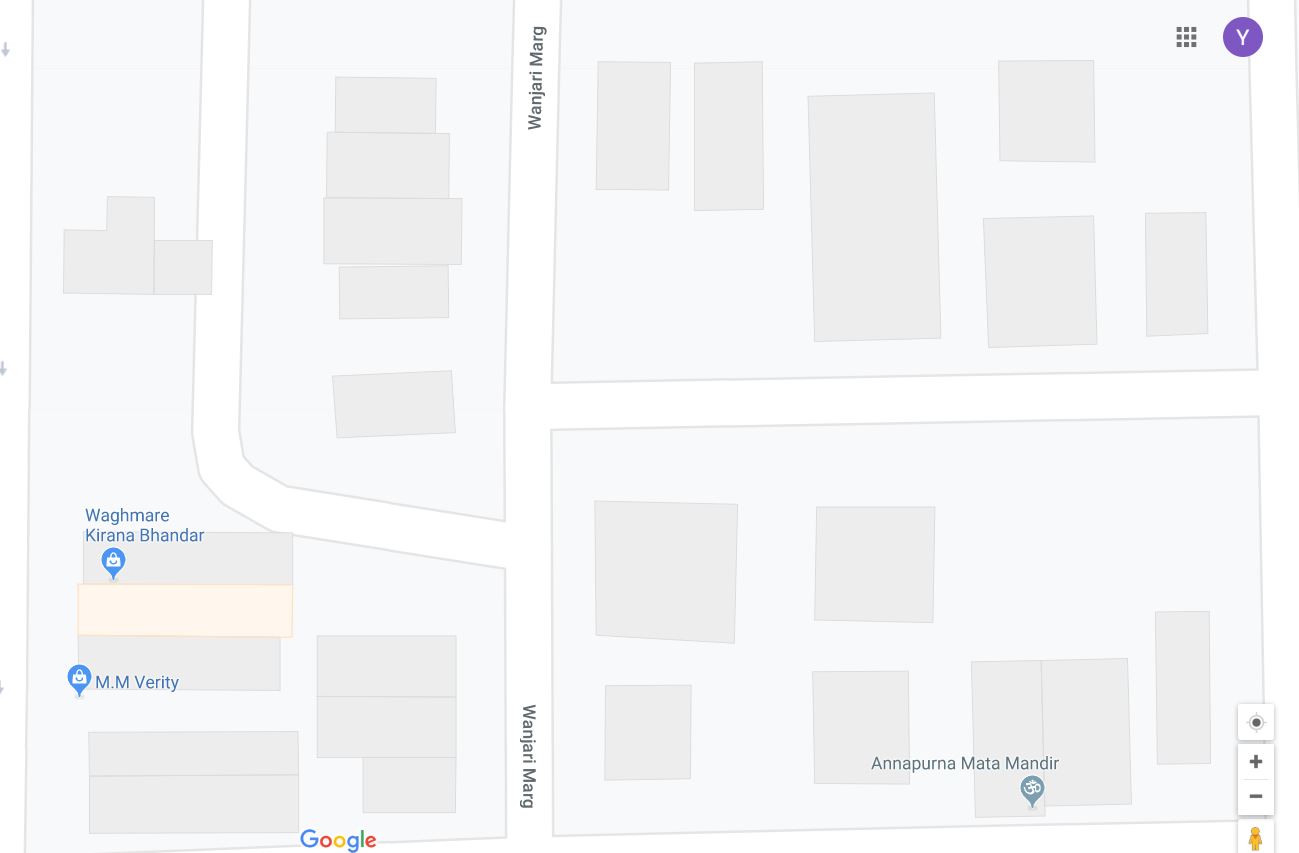 Wanjari Marg
Y
Waghmare
Kirana Bhandar
M.M Verity
Wanjari Marg
Annapurna Mata Mandir
ॐ
+
−
Google